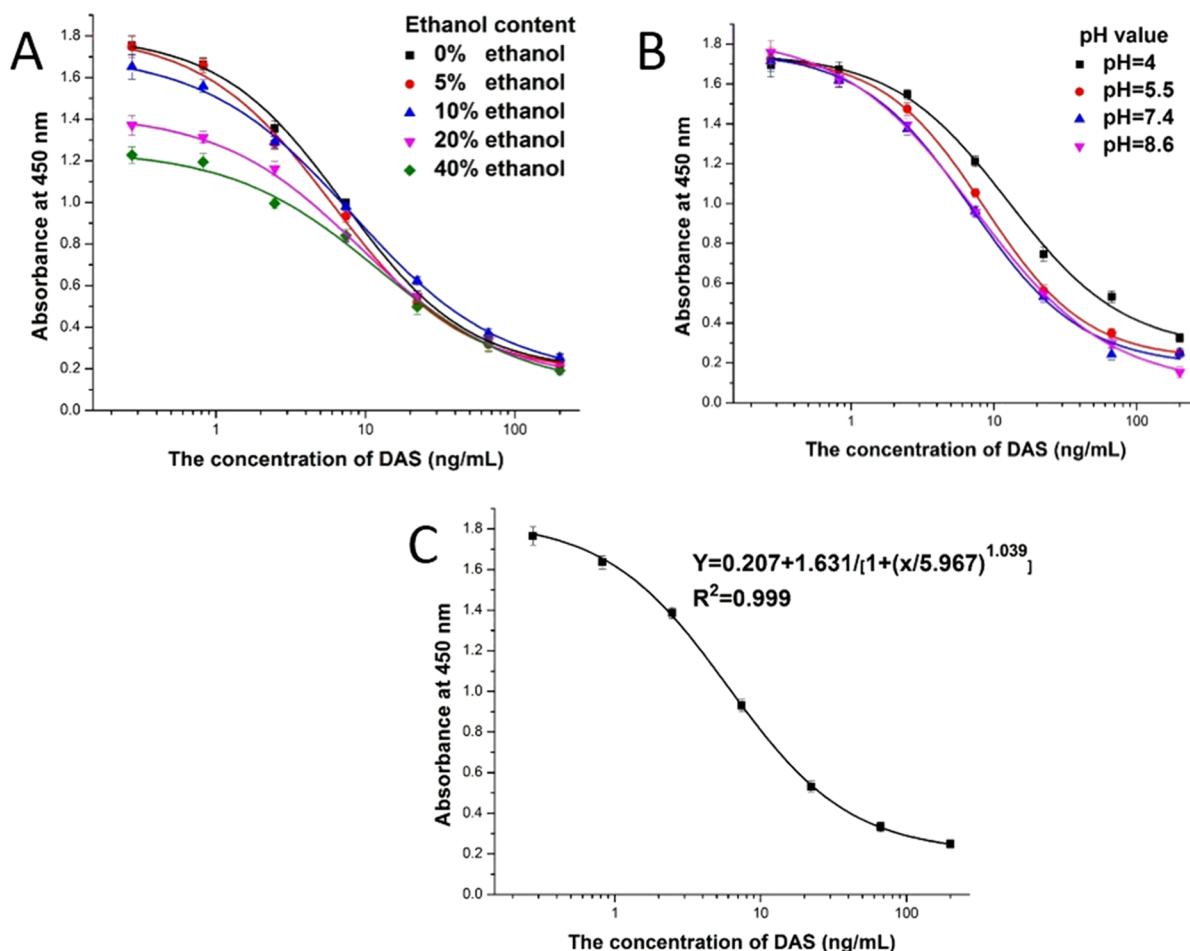 A
Ethanol content
0% ethanol
5% ethanol
10% ethanol
20% ethanol
40% ethanol
Absorbance at 450 nm
1.8
1.6
1.4
1.2
1.0
0.8
0.6
0.4
0.2
0.0
1 10 100
The concentration of DAS (ng/mL)
B
pH value
pH=4
pH=5.5
pH=7.4
pH=8.6
Absorbance at 450 nm
1.8
1.6
1.4
1.2
1.0
0.8
0.6
0.4
0.2
0.0
1 10 100
The concentration of DAS (ng/mL)
C
Y=0.207+1.631/[1+(x/5.967)^1.039]
R²=0.999
Absorbance at 450 nm
1.8
1.6
1.4
1.2
1.0
0.8
0.6
0.4
0.2
0.0
1 10 100
The concentration of DAS (ng/mL)